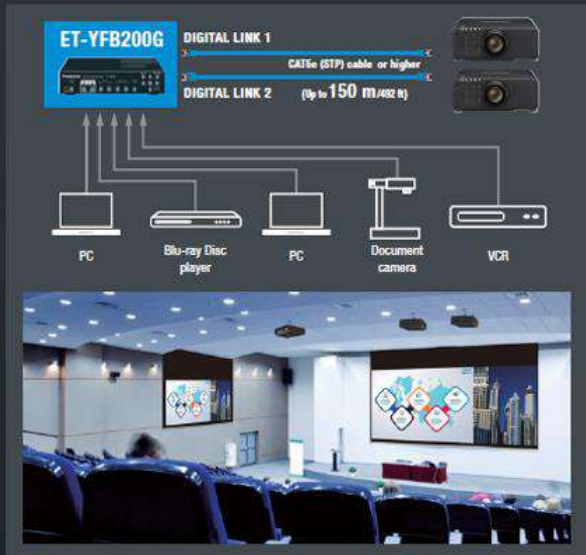 ET-YFB200G
DIGITAL LINK 1
CAT5e (STP) cable or higher
DIGITAL LINK 2
(Up to 150 m/492 ft)
PC
Blu-ray Disc
player
PC
Document
camera
VCR